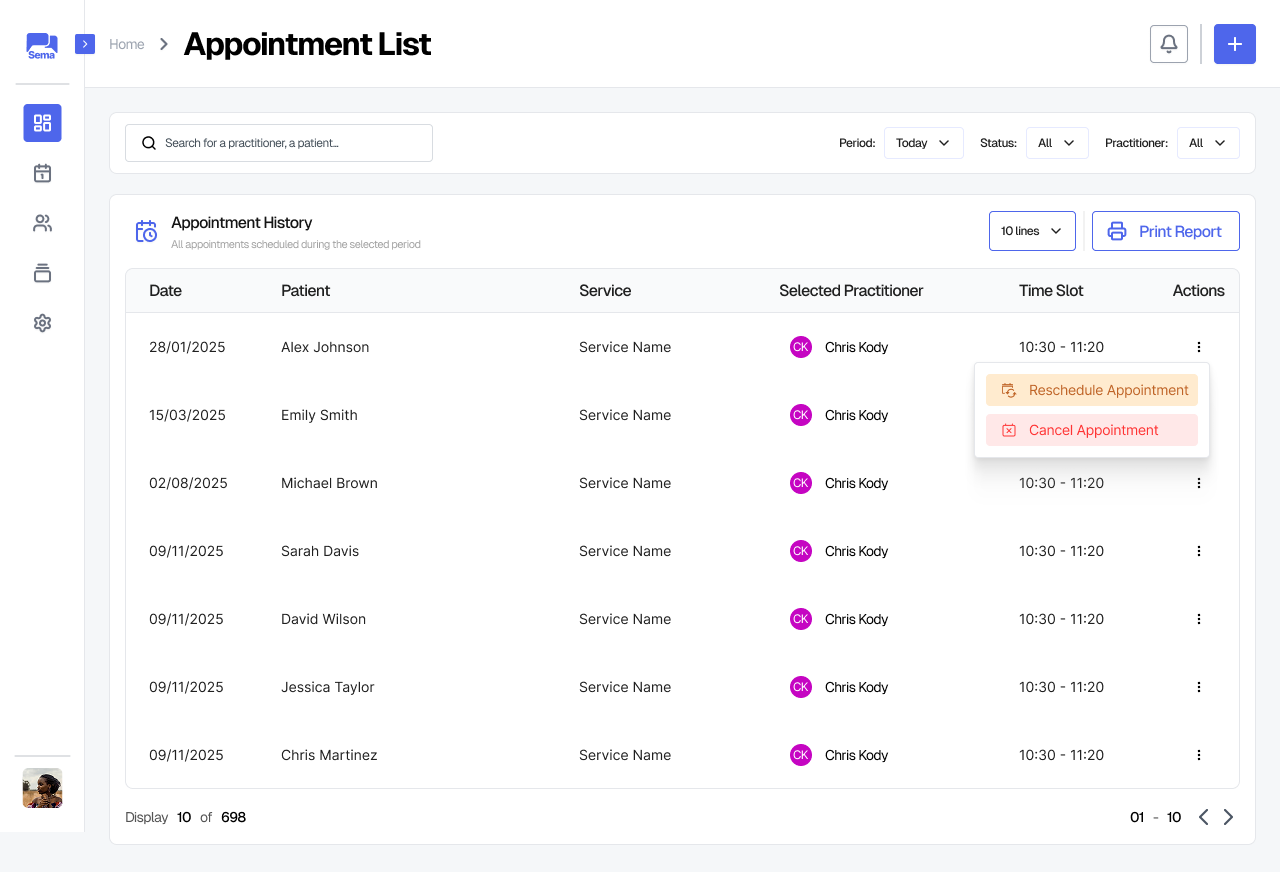 Sema
Home
Appointment List
Search for a practitioner, a patient...
Period: Today Status: All Practitioner: All
Appointment History
All appointments scheduled during the selected period
10 lines
Print Report
Date Patient Service Selected Practitioner Time Slot Actions
28/01/2025 Alex Johnson Service Name CK Chris Kody 10:30 - 11:20
Reschedule Appointment
15/03/2025 Emily Smith Service Name CK Chris Kody
Cancel Appointment
02/08/2025 Michael Brown Service Name CK Chris Kody 10:30 - 11:20
09/11/2025 Sarah Davis Service Name CK Chris Kody 10:30 - 11:20
09/11/2025 David Wilson Service Name CK Chris Kody 10:30 - 11:20
09/11/2025 Jessica Taylor Service Name CK Chris Kody 10:30 - 11:20
09/11/2025 Chris Martinez Service Name CK Chris Kody 10:30 - 11:20
Display 10 of 698
01 - 10